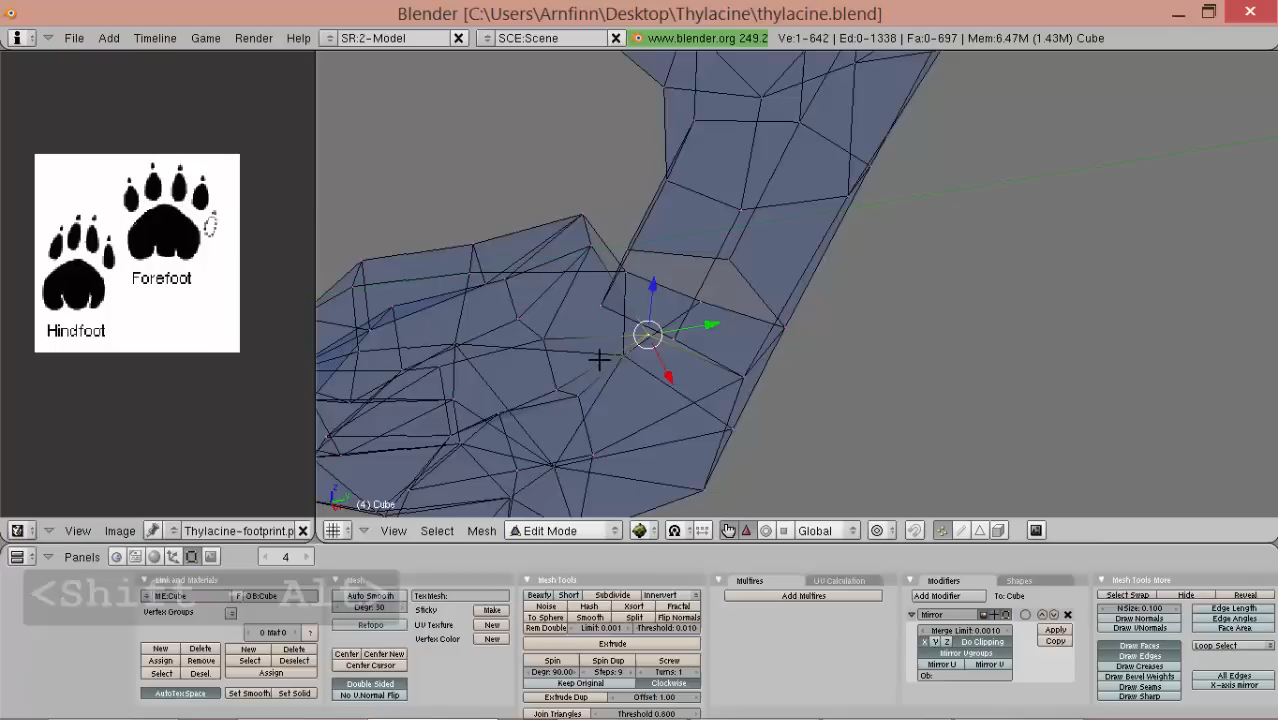 Blender [C:\Users\Arnfinn\Desktop\Thylacine\thylacine.blend]
File Add Timeline Game Render Help SR:2-Model SCE:Scene www.blender.org 249.2 Ve:1-642 | Ed:0-1338 | Fa:0-697 | Mem:6.47M (1.43M) Cube
Forefoot
Hindfoot
(4) Cube
View Image Thylacine-footprint.p View Select Mesh Edit Mode Global
Panels 4
<Shift - Alt>
Link and Materials Mesh Mesh Tools Multires UV Calculation Modifiers Shapes Mesh Tools More
ME:Cube F OB:Cube
Vertex Groups
0 Mat 0 ?
New New
Delete Delete
Assign Remove Select Deselect
Select Desel. Assign
AutoTexSpace Set Smooth Set Solid
Auto Smooth
Degr: 30
Retopo
TexMesh:
Sticky Make
UV Texture New
Vertex Color New
Center Center New
Center Cursor
Double Sided
No V.Normal Flip
Beauty Short Subdivide Innervert
Noise Hash Xsort Fractal
To Sphere Smooth Split Flip Normals
Rem Double Limit: 0.001 Threshold: 0.010
Extrude
Spin Spin Dup Screw
Degr: 90.00 Steps: 9 Turns: 1
Keep Original Clockwise
Extrude Dup Offset: 1.00
Join Triangles Threshold 0.800
Add Multires
Add Modifier To: Cube
Mirror
Merge Limit: 0.0010 Apply
X Y Z Do Clipping Copy
Mirror Vgroups
Mirror U Mirror V
Ob:
Select Swap Hide Reveal
NSize: 0.100
Draw Normals
Draw VNormals
Edge Length
Edge Angles
Face Area
Draw Faces
Draw Edges
Draw Creases
Draw Bevel Weights
Draw Seams
Draw Sharp
Loop Select
All Edges
X-axis mirror